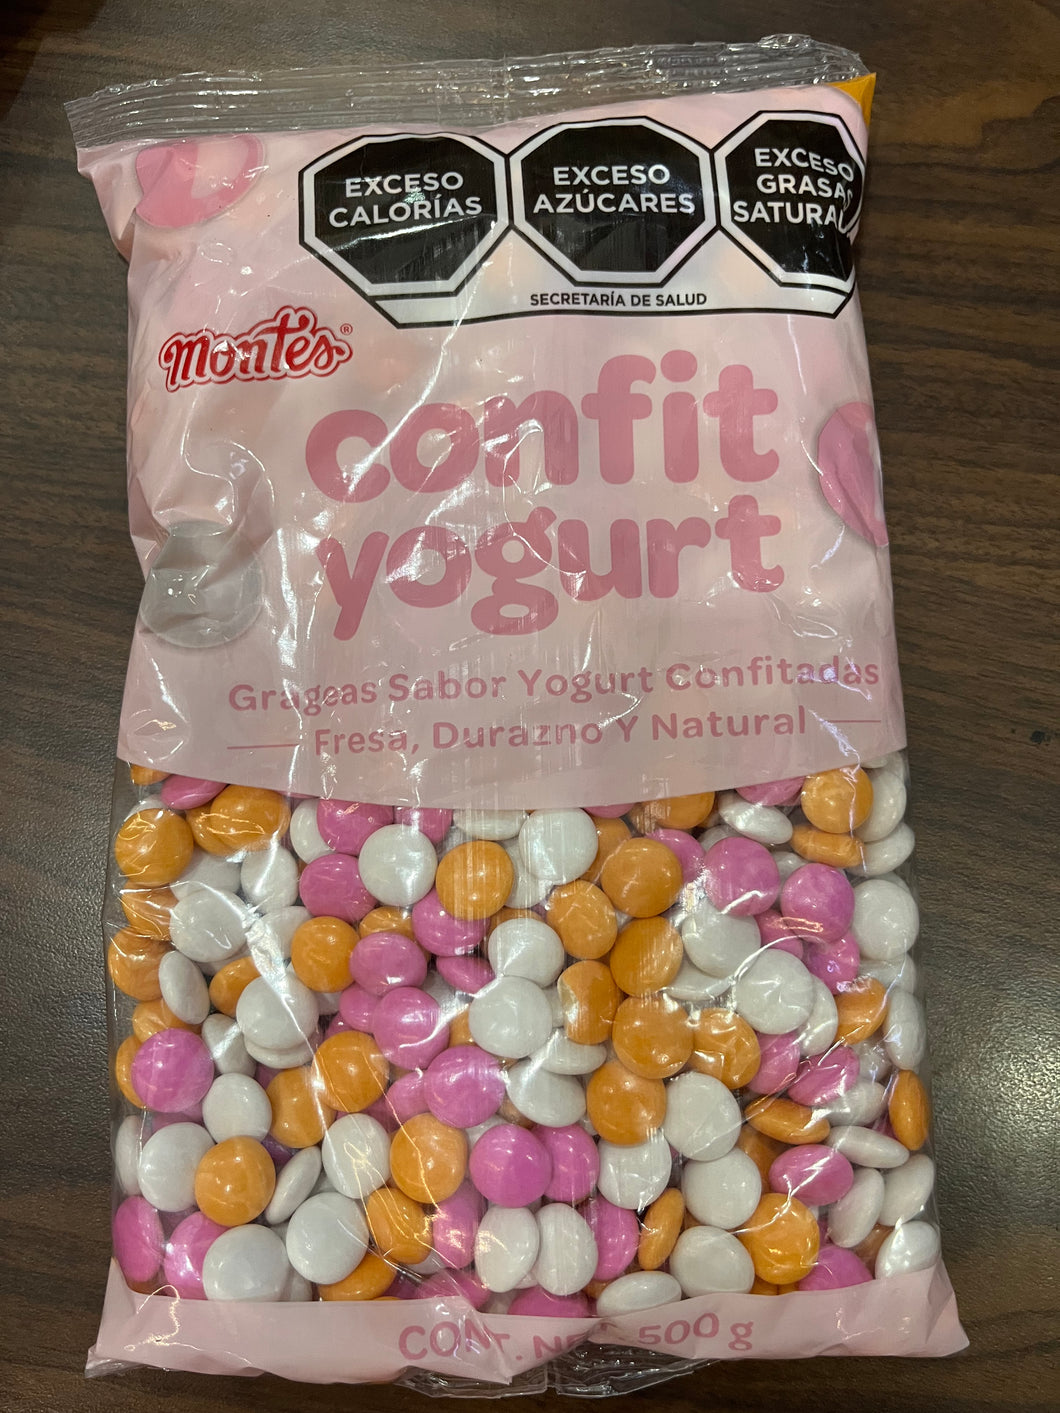 EXCESO
CALORÍAS
EXCESO
AZÚCARES
EXCESO
GRASAS
SECRETARÍA DE SALUD
montes®
confit
yogurt
Grageas Sabor Yogurt Confitadas
Fresa, Durazno Y Natural
CONT. 500 g